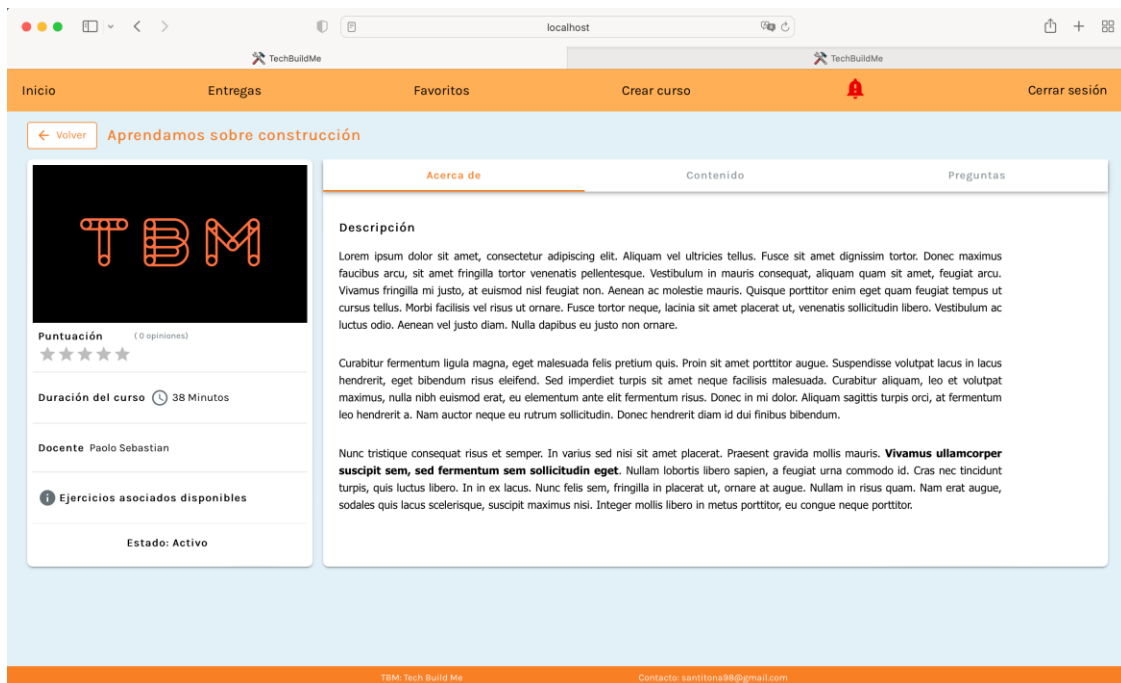 localhost
TechBuildMe
TechBuildMe
Inicio
Entregas
Favoritos
Crear curso
Cerrar sesión
Volver
Aprendamos sobre construcción
TBM
Puntuación
(0 opiniones)
Duración del curso 38 Minutos
Docente Paolo Sebastian
Ejercicios asociados disponibles
Estado: Activo
Acerca de
Contenido
Preguntas
Descripción
Lorem ipsum dolor sit amet, consectetur adipiscing elit. Aliquam vel ultricies tellus. Fusce sit amet dignissim tortor. Donec maximus
faucibus arcu, sit amet fringilla tortor venenatis pellentesque. Vestibulum in mauris consequat, aliquam quam sit amet, feugiat arcu.
Vivamus fringilla mi justo, at euismod nisl feugiat non. Aenean ac molestie mauris. Quisque porttitor enim eget quam feugiat tempus ut
cursus tellus. Morbi facilisis vel risus ut ornare. Fusce tortor neque, lacinia sit amet placerat ut, venenatis sollicitudin libero. Vestibulum ac
luctus odio. Aenean vel justo diam. Nulla dapibus eu justo non ornare.
Curabitur fermentum ligula magna, eget malesuada felis pretium quis. Proin sit amet porttitor augue. Suspendisse volutpat lacus in lacus
hendrerit, eget bibendum risus eleifend. Sed imperdiet turpis sit amet neque facilisis malesuada. Curabitur aliquam, leo et volutpat
maximus, nulla nibh euismod erat, eu elementum ante elit fermentum risus. Donec in mi dolor. Aliquam sagittis turpis orci, at fermentum
leo hendrerit a. Nam auctor neque eu rutrum sollicitudin. Donec hendrerit diam id dui finibus bibendum.
Nunc tristique consequat risus et semper. In varius sed nisi sit amet placerat. Praesent gravida mollis mauris. Vivamus ullamcorper
suscipit sem, sed fermentum sem sollicitudin eget. Nullam lobortis libero sapien, a feugiat urna commodo id. Cras nec tincidunt
turpis, quis luctus libero. In in ex lacus. Nunc felis sem, fringilla in placerat ut, ornare at augue. Nullam in risus quam. Nam erat augue,
sodales quis lacus scelerisque, suscipit maximus nisi. Integer mollis libero in metus porttitor, eu congue neque porttitor.
TBM: Tech Build Me
Contacto: santitona98@gmail.com